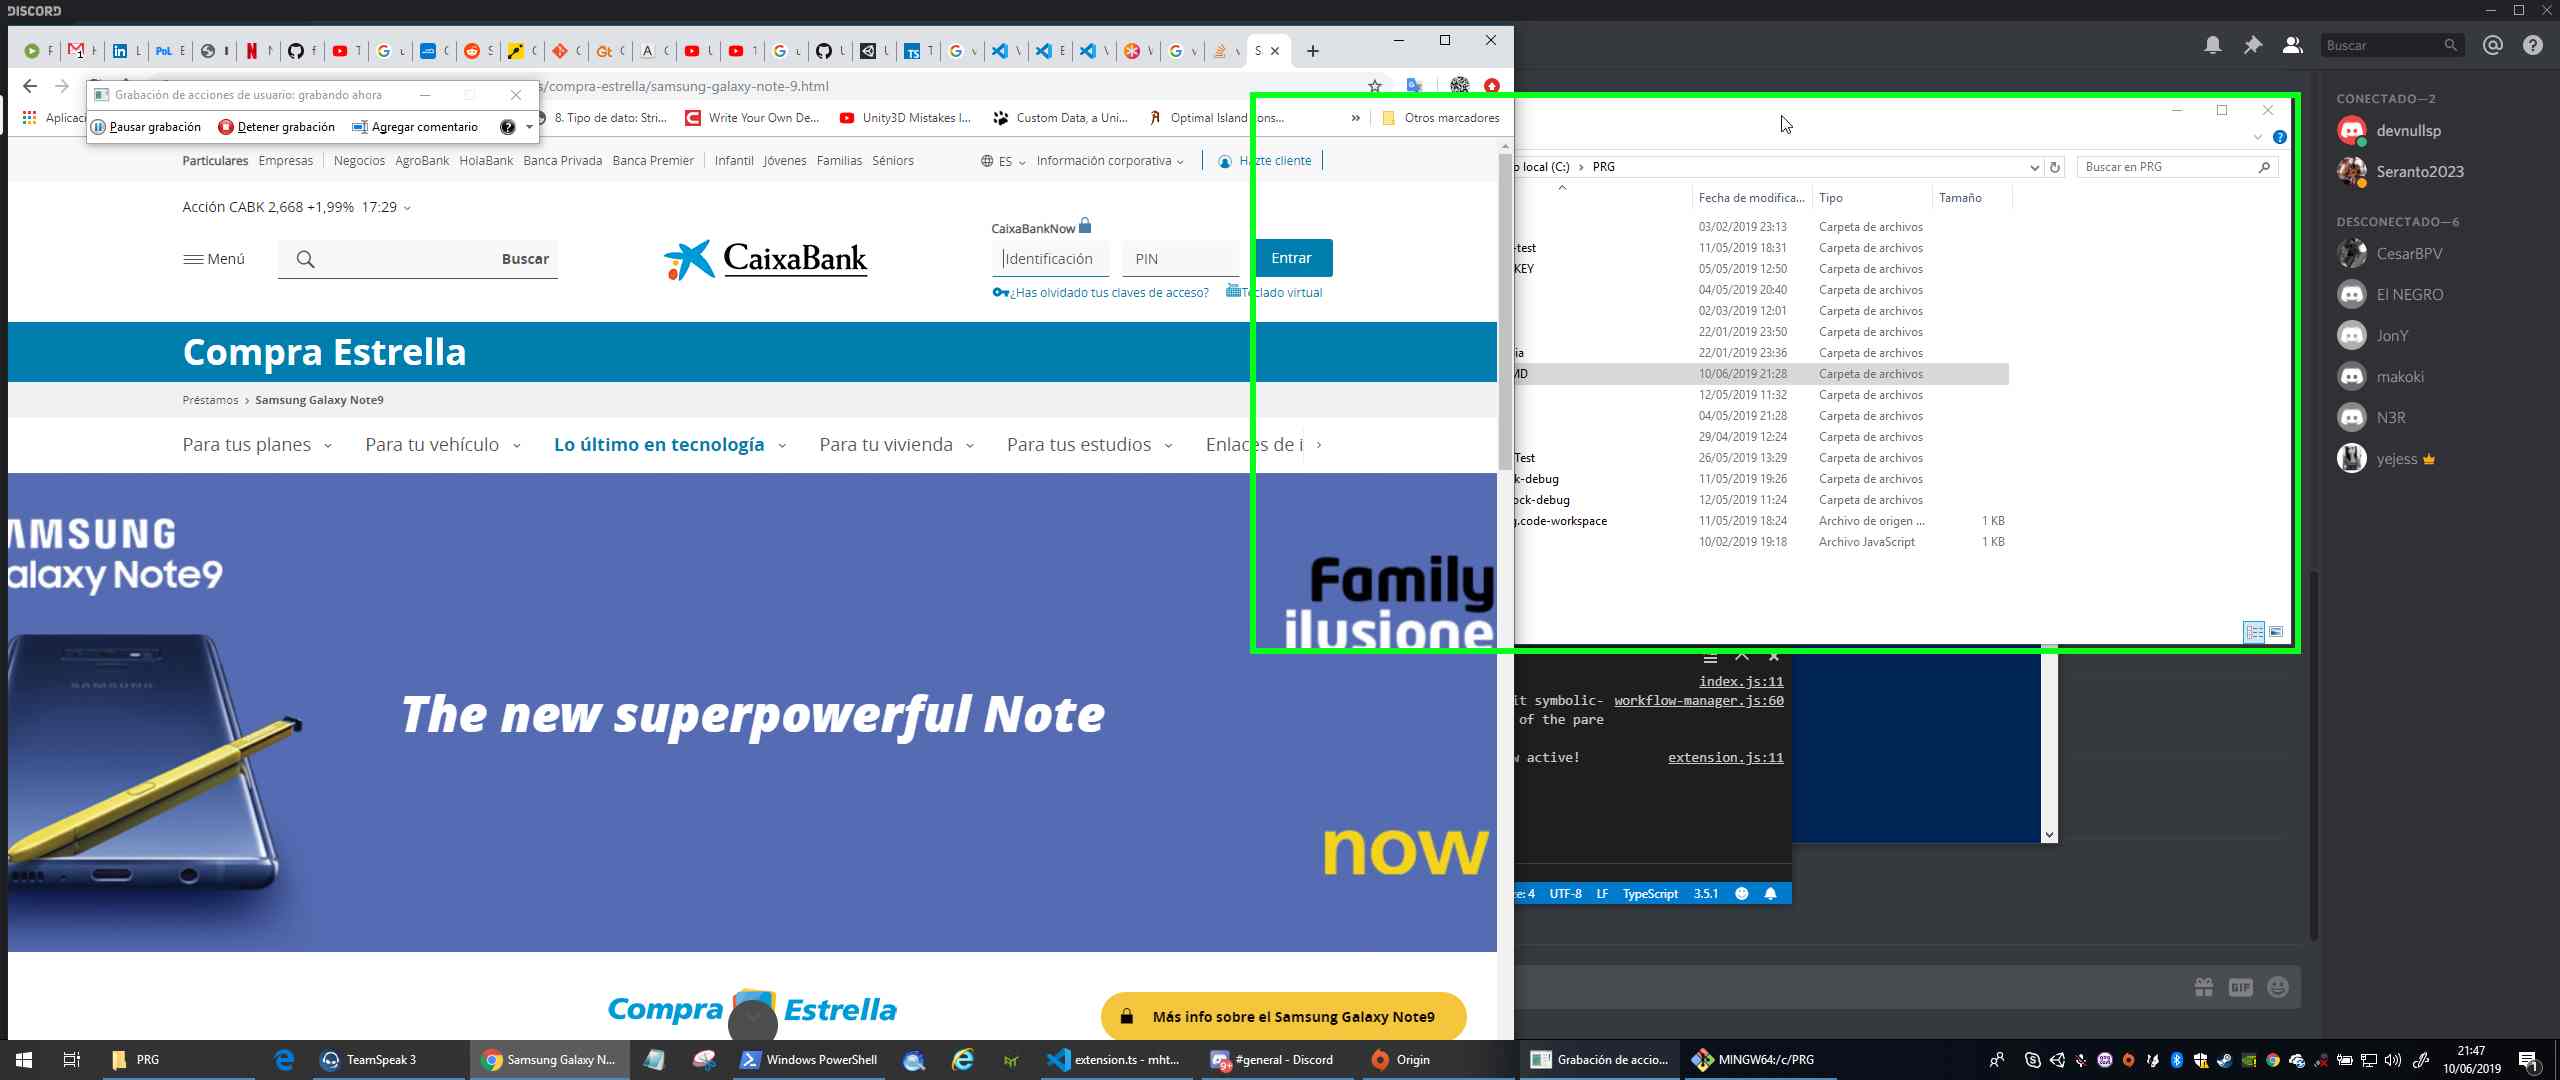 DISCORD
/compra-estrella/samsung-galaxy-note-9.html
Grabación de acciones de usuario: grabando ahora
Pausar grabación
Detener grabación
Agregar comentario
8. Tipo de dato: Stri...
Write Your Own De...
Unity3D Mistakes I...
Custom Data, a Uni...
»
Otros marcadores
Particulares
Empresas
Negocios
AgroBank
HolaBank
Banca Privada
Banca Premier
Infantil
Jóvenes
Familias
Séniors
ES
Información corporativa
Hazte cliente
Acción CABK 2,668 +1,99% 17:29
Menú
Buscar
CaixaBank
CaixaBankNow
Identificación
PIN
Entrar
¿Has olvidado tus claves de acceso?
Teclado virtual
Compra Estrella
Préstamos › Samsung Galaxy Note9
Para tus planes
Para tu vehículo
Lo último en tecnología
Para tu vivienda
Para tus estudios
Enlaces de i
Family
ilusione
The new superpowerful Note
SAMSUNG
now
Compra Estrella
Más info sobre el Samsung Galaxy Note9
local (C:) › PRG
Buscar en PRG
Fecha de modifica... Tipo Tamaño
03/02/2019 23:13 Carpeta de archivos
-test 11/05/2019 18:31 Carpeta de archivos
KEY 05/05/2019 12:50 Carpeta de archivos
04/05/2019 20:40 Carpeta de archivos
02/03/2019 12:01 Carpeta de archivos
22/01/2019 23:50 Carpeta de archivos
ia 22/01/2019 23:36 Carpeta de archivos
MD 10/06/2019 21:28 Carpeta de archivos
12/05/2019 11:32 Carpeta de archivos
04/05/2019 21:28 Carpeta de archivos
29/04/2019 12:24 Carpeta de archivos
Test 26/05/2019 13:29 Carpeta de archivos
k-debug 11/05/2019 19:26 Carpeta de archivos
ock-debug 12/05/2019 11:24 Carpeta de archivos
g.code-workspace 11/05/2019 18:24 Archivo de origen ... 1 KB
10/02/2019 19:18 Archivo JavaScript 1 KB
index.js:11
it symbolic- workflow-manager.js:60
of the pare
w active! extension.js:11
ce: 4 UTF-8 LF TypeScript 3.5.1
Buscar
CONECTADO—2
devnullsp
Seranto2023
DESCONECTADO—6
CesarBPV
El NEGRO
JonY
makoki
N3R
yejess
GIF
PRG
TeamSpeak 3
Samsung Galaxy N...
Windows PowerShell
extension.ts - mht...
9+
#general - Discord
Origin
Grabación de accio...
MINGW64:/c/PRG
21:47
10/06/2019
1